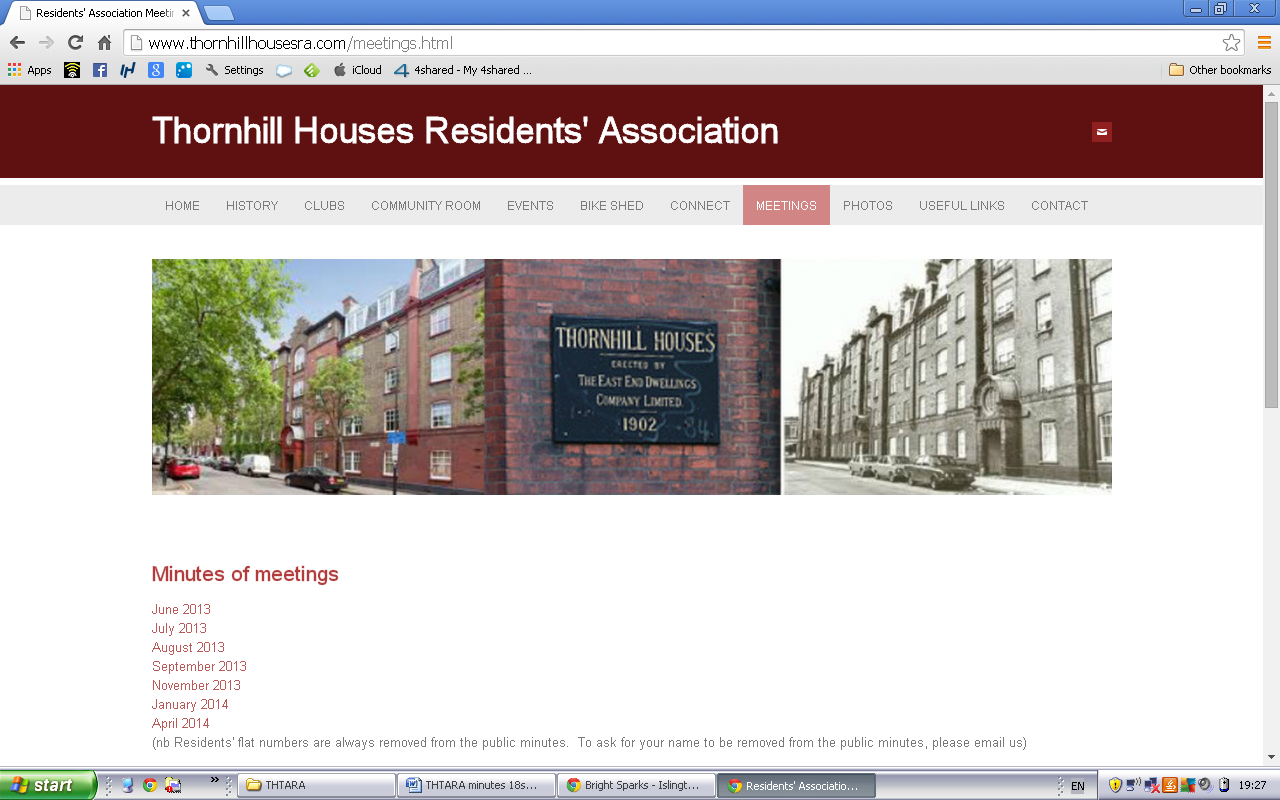 Residents' Association Meetin
www.thornhillhousesra.com/meetings.html
Apps
Settings
iCloud
4shared - My 4shared ...
Other bookmarks
Thornhill Houses Residents' Association
HOME HISTORY CLUBS COMMUNITY ROOM EVENTS BIKE SHED CONNECT MEETINGS PHOTOS USEFUL LINKS CONTACT
THORNHILL HOUSES
ERECTED BY
THE EAST END DWELLINGS
COMPANY LIMITED.
1902
Minutes of meetings
June 2013
July 2013
August 2013
September 2013
November 2013
January 2014
April 2014
(nb Residents' flat numbers are always removed from the public minutes. To ask for your name to be removed from the public minutes, please email us)
start
THTARA
THTARA minutes 18s...
Bright Sparks - Islingt...
Residents' Associatio...
EN
19:27